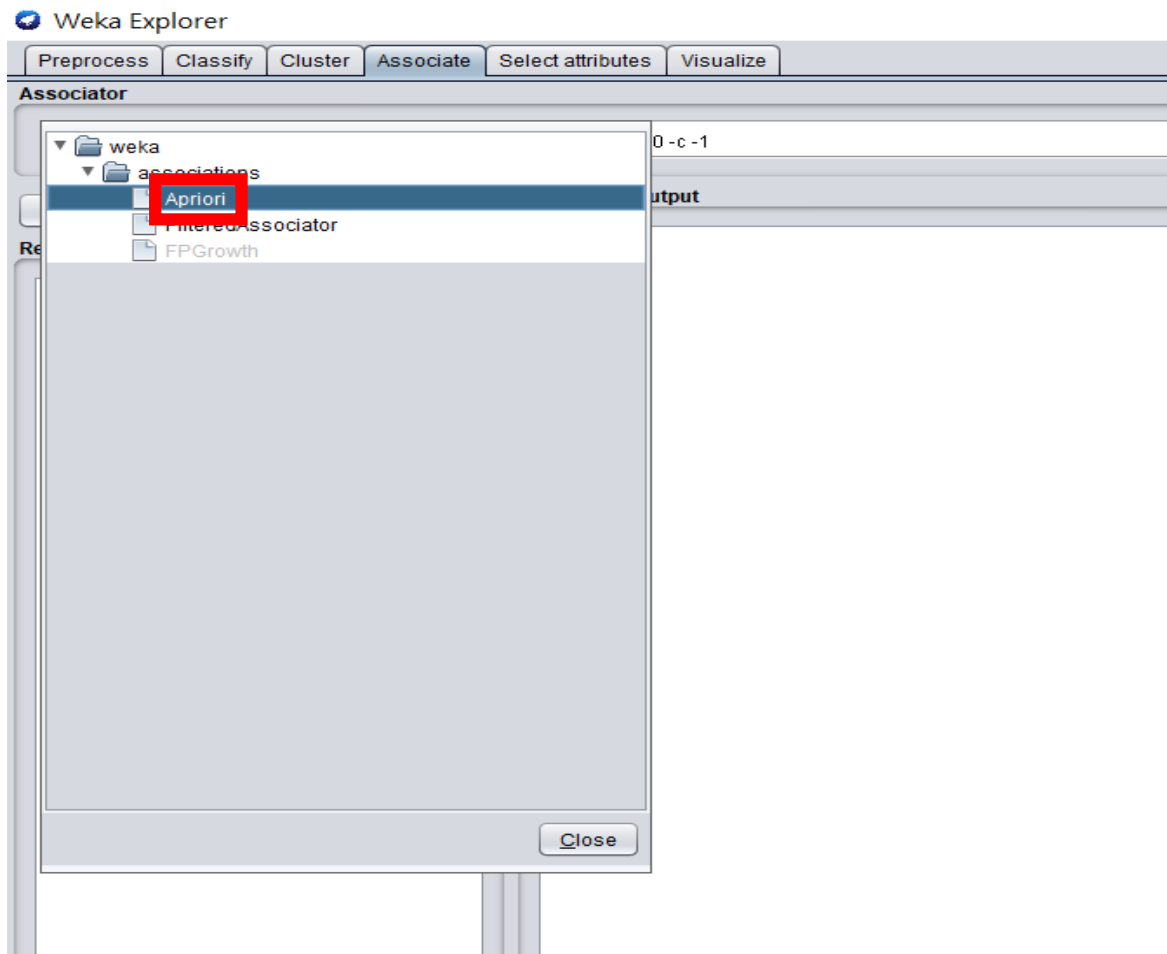 Weka Explorer
Preprocess Classify Cluster Associate Select attributes Visualize
Associator
weka
0 -c -1
associations
Apriori
utput
FilteredAssociator
Re
FPGrowth
Close